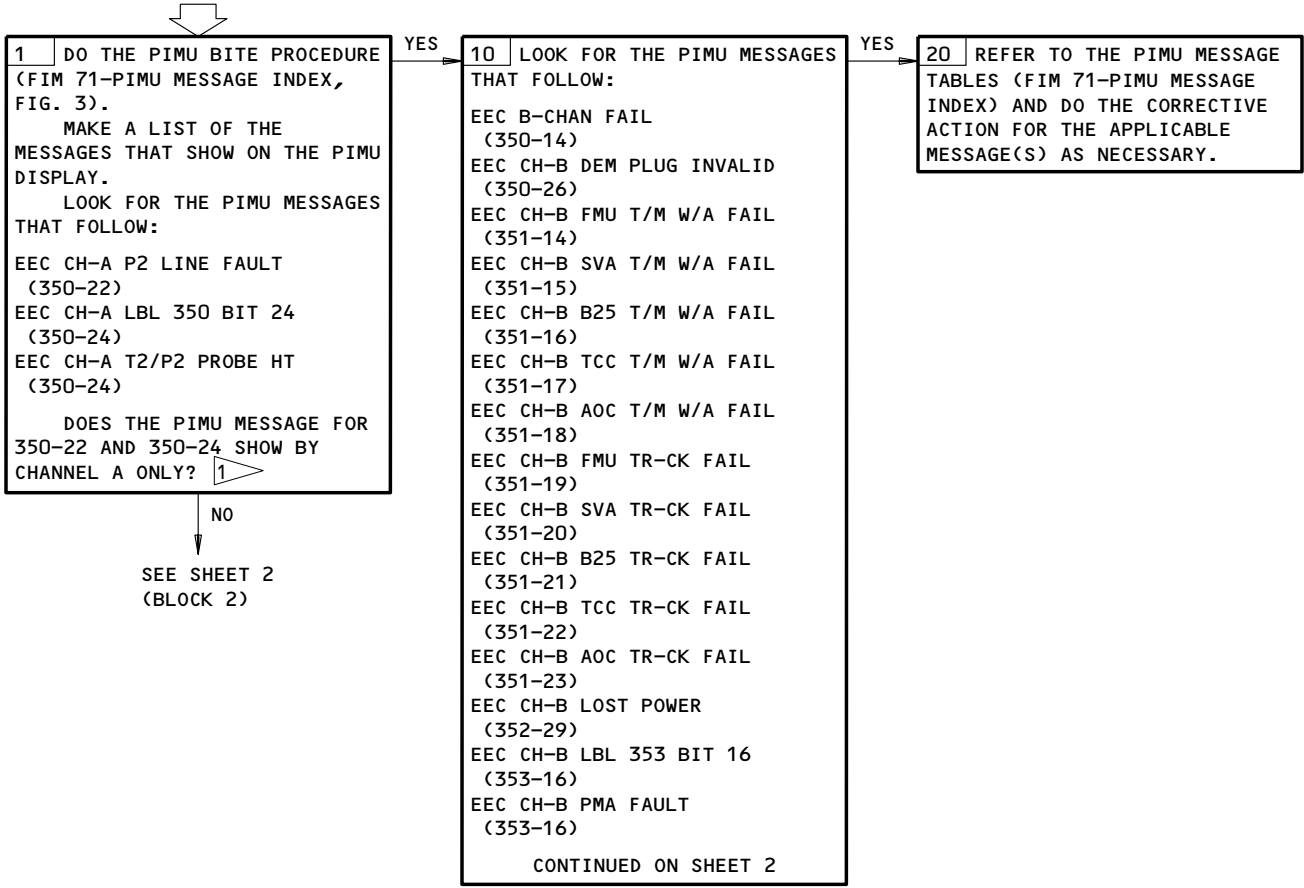 1 DO THE PIMU BITE PROCEDURE
(FIM 71-PIMU MESSAGE INDEX,
FIG. 3).
MAKE A LIST OF THE
MESSAGES THAT SHOW ON THE PIMU
DISPLAY.
LOOK FOR THE PIMU MESSAGES
THAT FOLLOW:
EEC CH-A P2 LINE FAULT
(350-22)
EEC CH-A LBL 350 BIT 24
(350-24)
EEC CH-A T2/P2 PROBE HT
(350-24)
DOES THE PIMU MESSAGE FOR
350-22 AND 350-24 SHOW BY
CHANNEL A ONLY? 1
NO
SEE SHEET 2
(BLOCK 2)
YES
10 LOOK FOR THE PIMU MESSAGES
THAT FOLLOW:
EEC B-CHAN FAIL
(350-14)
EEC CH-B DEM PLUG INVALID
(350-26)
EEC CH-B FMU T/M W/A FAIL
(351-14)
EEC CH-B SVA T/M W/A FAIL
(351-15)
EEC CH-B B25 T/M W/A FAIL
(351-16)
EEC CH-B TCC T/M W/A FAIL
(351-17)
EEC CH-B AOC T/M W/A FAIL
(351-18)
EEC CH-B FMU TR-CK FAIL
(351-19)
EEC CH-B SVA TR-CK FAIL
(351-20)
EEC CH-B B25 TR-CK FAIL
(351-21)
EEC CH-B TCC TR-CK FAIL
(351-22)
EEC CH-B AOC TR-CK FAIL
(351-23)
EEC CH-B LOST POWER
(352-29)
EEC CH-B LBL 353 BIT 16
(353-16)
EEC CH-B PMA FAULT
(353-16)
CONTINUED ON SHEET 2
YES
20 REFER TO THE PIMU MESSAGE
TABLES (FIM 71-PIMU MESSAGE
INDEX) AND DO THE CORRECTIVE
ACTION FOR THE APPLICABLE
MESSAGE(S) AS NECESSARY.